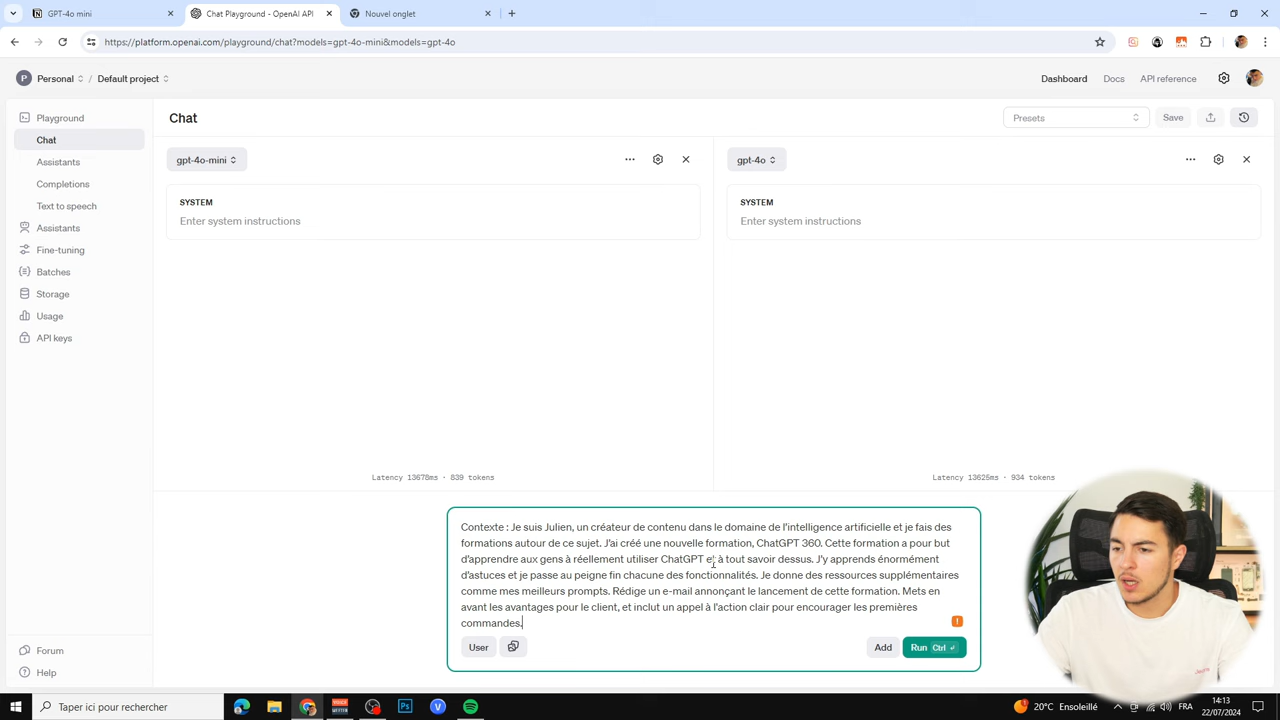 GPT-4o mini
Chat Playground - OpenAI API
Nouvel onglet
https://platform.openai.com/playground/chat?models=gpt-4o-mini&models=gpt-4o
P Personal / Default project
Dashboard Docs API reference
Playground
Chat
Assistants
Completions
Text to speech
Assistants
Fine-tuning
Batches
Storage
Usage
API keys
Forum
Help
Chat
Presets
Save
gpt-4o-mini
SYSTEM
Enter system instructions
Latency 13678ms · 839 tokens
gpt-4o
SYSTEM
Enter system instructions
Latency 13625ms · 934 tokens
Contexte : Je suis Julien, un créateur de contenu dans le domaine de l'intelligence artificielle et je fais des
formations autour de ce sujet. J'ai créé une nouvelle formation, ChatGPT 360. Cette formation a pour but
d'apprendre aux gens à réellement utiliser ChatGPT et à tout savoir dessus. J'y apprends énormément
d'astuces et je passe au peigne fin chacune des fonctionnalités. Je donne des ressources supplémentaires
comme mes meilleurs prompts. Rédige un e-mail annonçant le lancement de cette formation. Mets en
avant les avantages pour le client, et inclut un appel à l'action clair pour encourager les premières
commandes.
User
Add
Run Ctrl
Taper ici pour rechercher
20°C Ensoleillé
FRA
14:13
22/07/2024